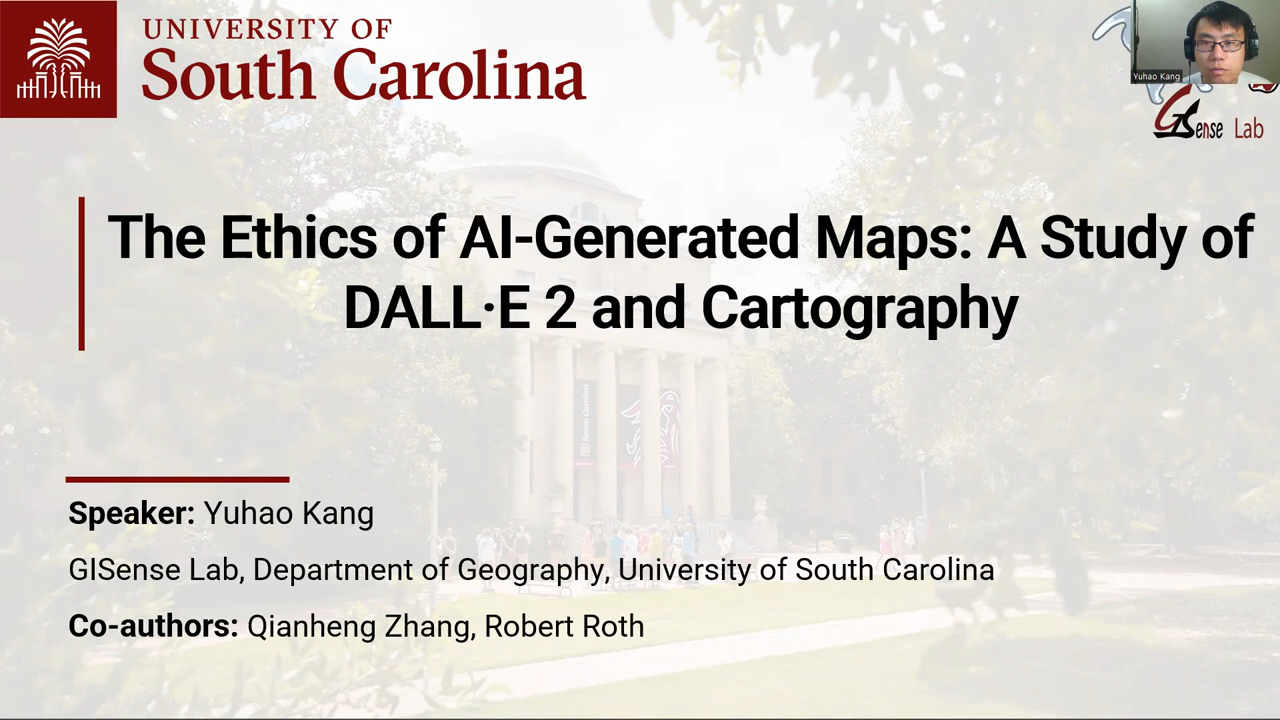 UNIVERSITY OF
South Carolina
Yuhao Kang
GISense Lab
The Ethics of AI-Generated Maps: A Study of
DALL·E 2 and Cartography
South Carolina
Speaker: Yuhao Kang
GISense Lab, Department of Geography, University of South Carolina
Co-authors: Qianheng Zhang, Robert Roth